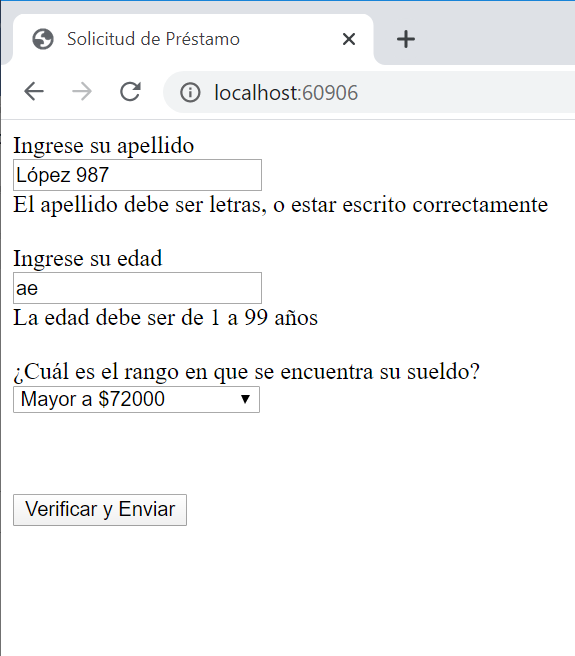 Solicitud de Préstamo
localhost:60906
Ingrese su apellido
López 987
El apellido debe ser letras, o estar escrito correctamente
Ingrese su edad
ae
La edad debe ser de 1 a 99 años
¿Cuál es el rango en que se encuentra su sueldo?
Mayor a $72000
Verificar y Enviar